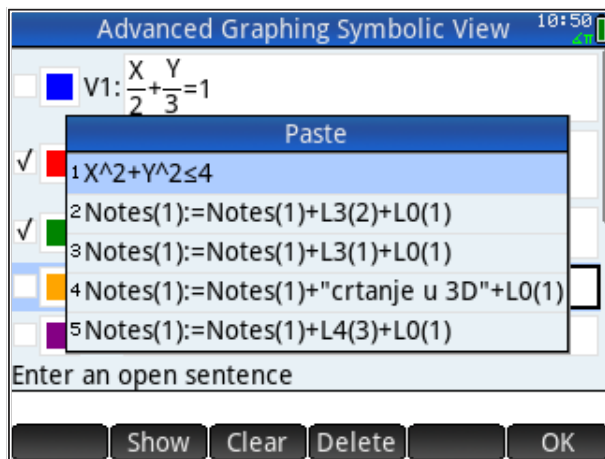 Advanced Graphing Symbolic View 10:50
∡π
V1: X/2+Y/3=1
Paste
1 X^2+Y^2≤4
2 Notes(1):=Notes(1)+L3(2)+L0(1)
3 Notes(1):=Notes(1)+L3(1)+L0(1)
4 Notes(1):=Notes(1)+"crtanje u 3D"+L0(1)
5 Notes(1):=Notes(1)+L4(3)+L0(1)
Enter an open sentence
Show Clear Delete OK